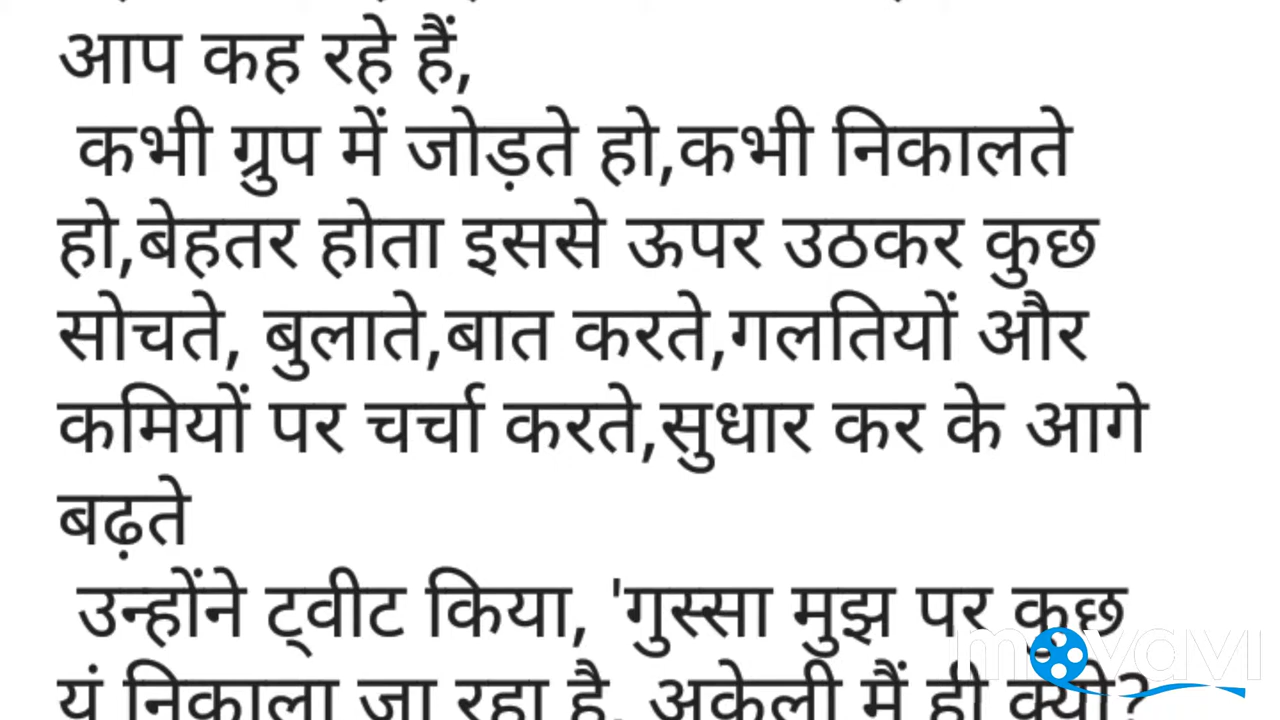 आप कह रहे हैं,
कभी ग्रुप में जोड़ते हो,कभी निकालते
हो,बेहतर होता इससे ऊपर उठकर कुछ
सोचते, बुलाते,बात करते,गलतियों और
कमियों पर चर्चा करते,सुधार कर के आगे
बढ़ते
उन्होंने ट्वीट किया, 'गुस्सा मुझ पर कुछ
यूं निकाला जा रहा है, अकेली मैं ही क्यो?
movavi